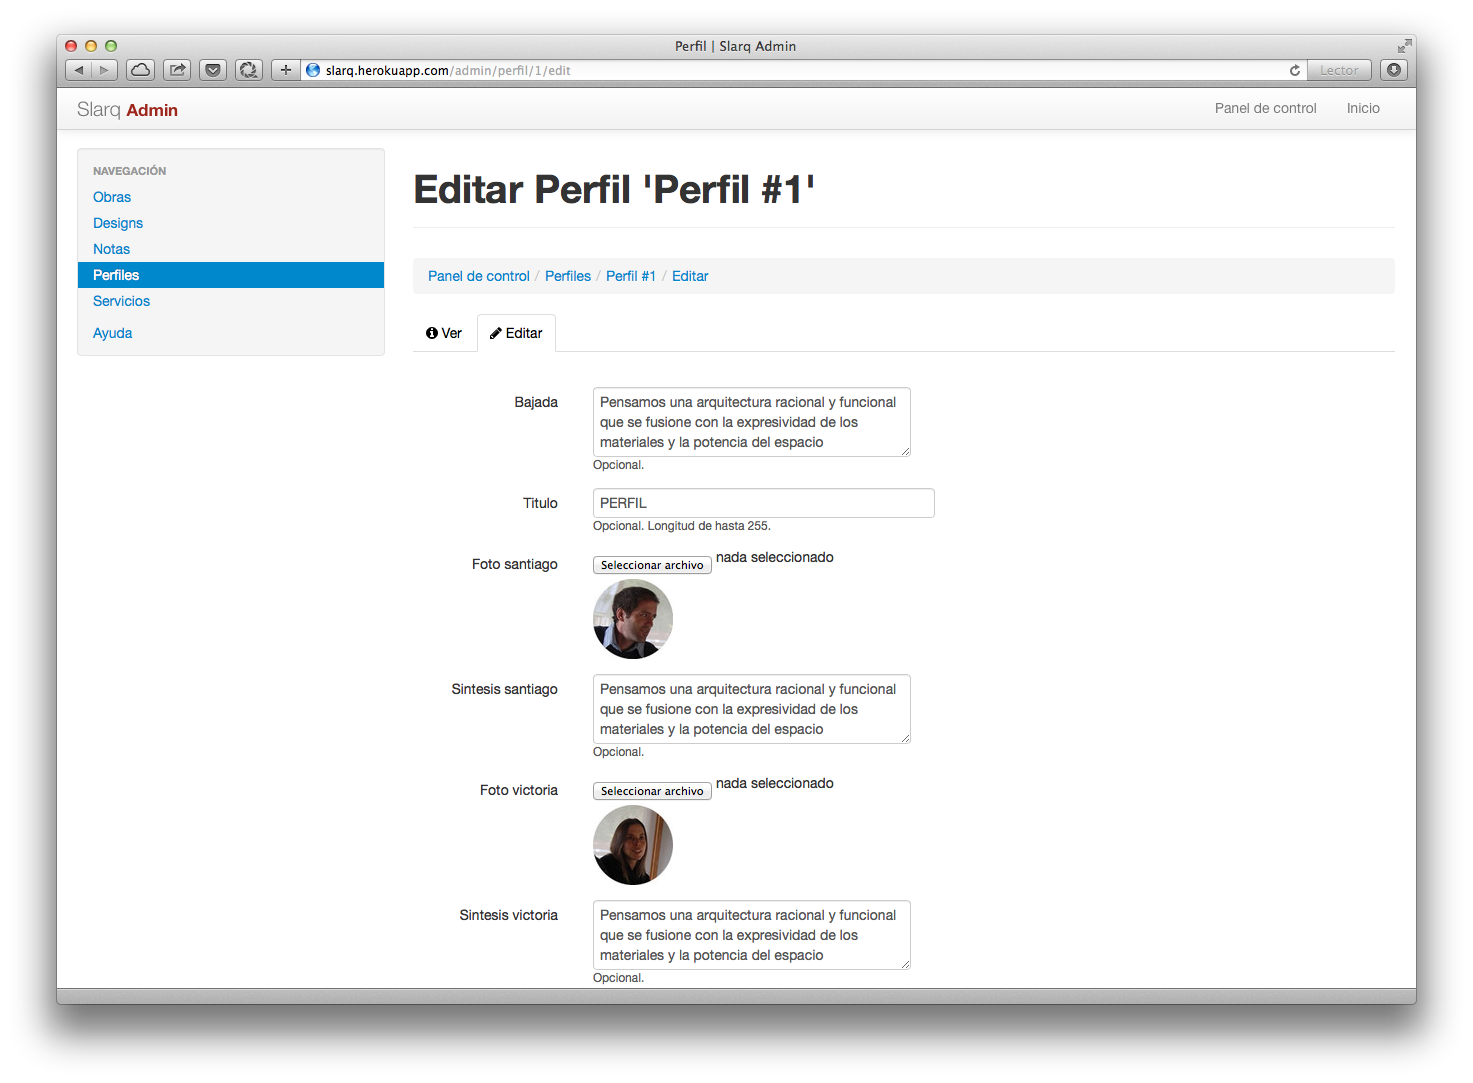 Perfil | Slarq Admin
slarq.herokuapp.com/admin/perfil/1/edit
Lector
Slarq Admin
Panel de control
Inicio
NAVEGACIÓN
Obras
Designs
Notas
Perfiles
Servicios
Ayuda
Editar Perfil 'Perfil #1'
Panel de control / Perfiles / Perfil #1 / Editar
Ver
Editar
Bajada
Pensamos una arquitectura racional y funcional
que se fusione con la expresividad de los
materiales y la potencia del espacio
Opcional.
Titulo
PERFIL
Opcional. Longitud de hasta 255.
Foto santiago
Seleccionar archivo
nada seleccionado
Sintesis santiago
Pensamos una arquitectura racional y funcional
que se fusione con la expresividad de los
materiales y la potencia del espacio
Opcional.
Foto victoria
Seleccionar archivo
nada seleccionado
Sintesis victoria
Pensamos una arquitectura racional y funcional
que se fusione con la expresividad de los
materiales y la potencia del espacio
Opcional.